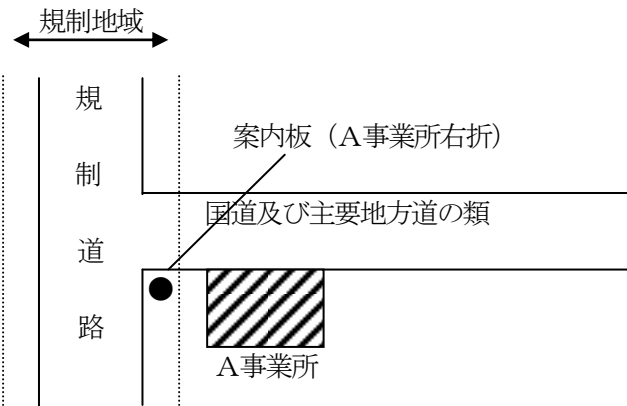 規制地域
規制道路
案内板（Ａ事業所右折）
国道及び主要地方道の類
Ａ事業所